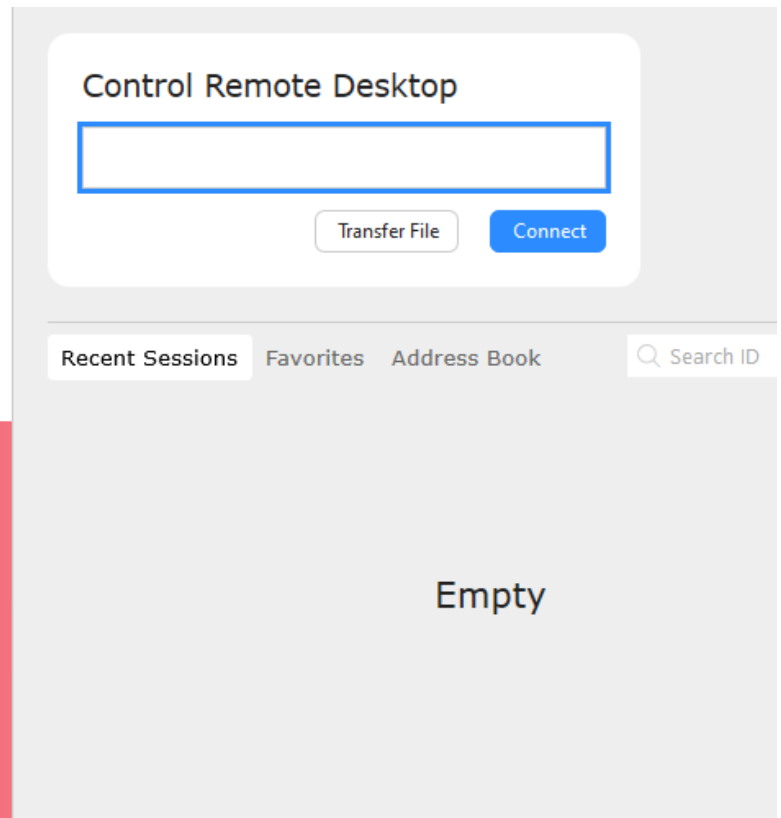 Control Remote Desktop
Transfer File Connect
Recent Sessions Favorites Address Book Search ID
Empty